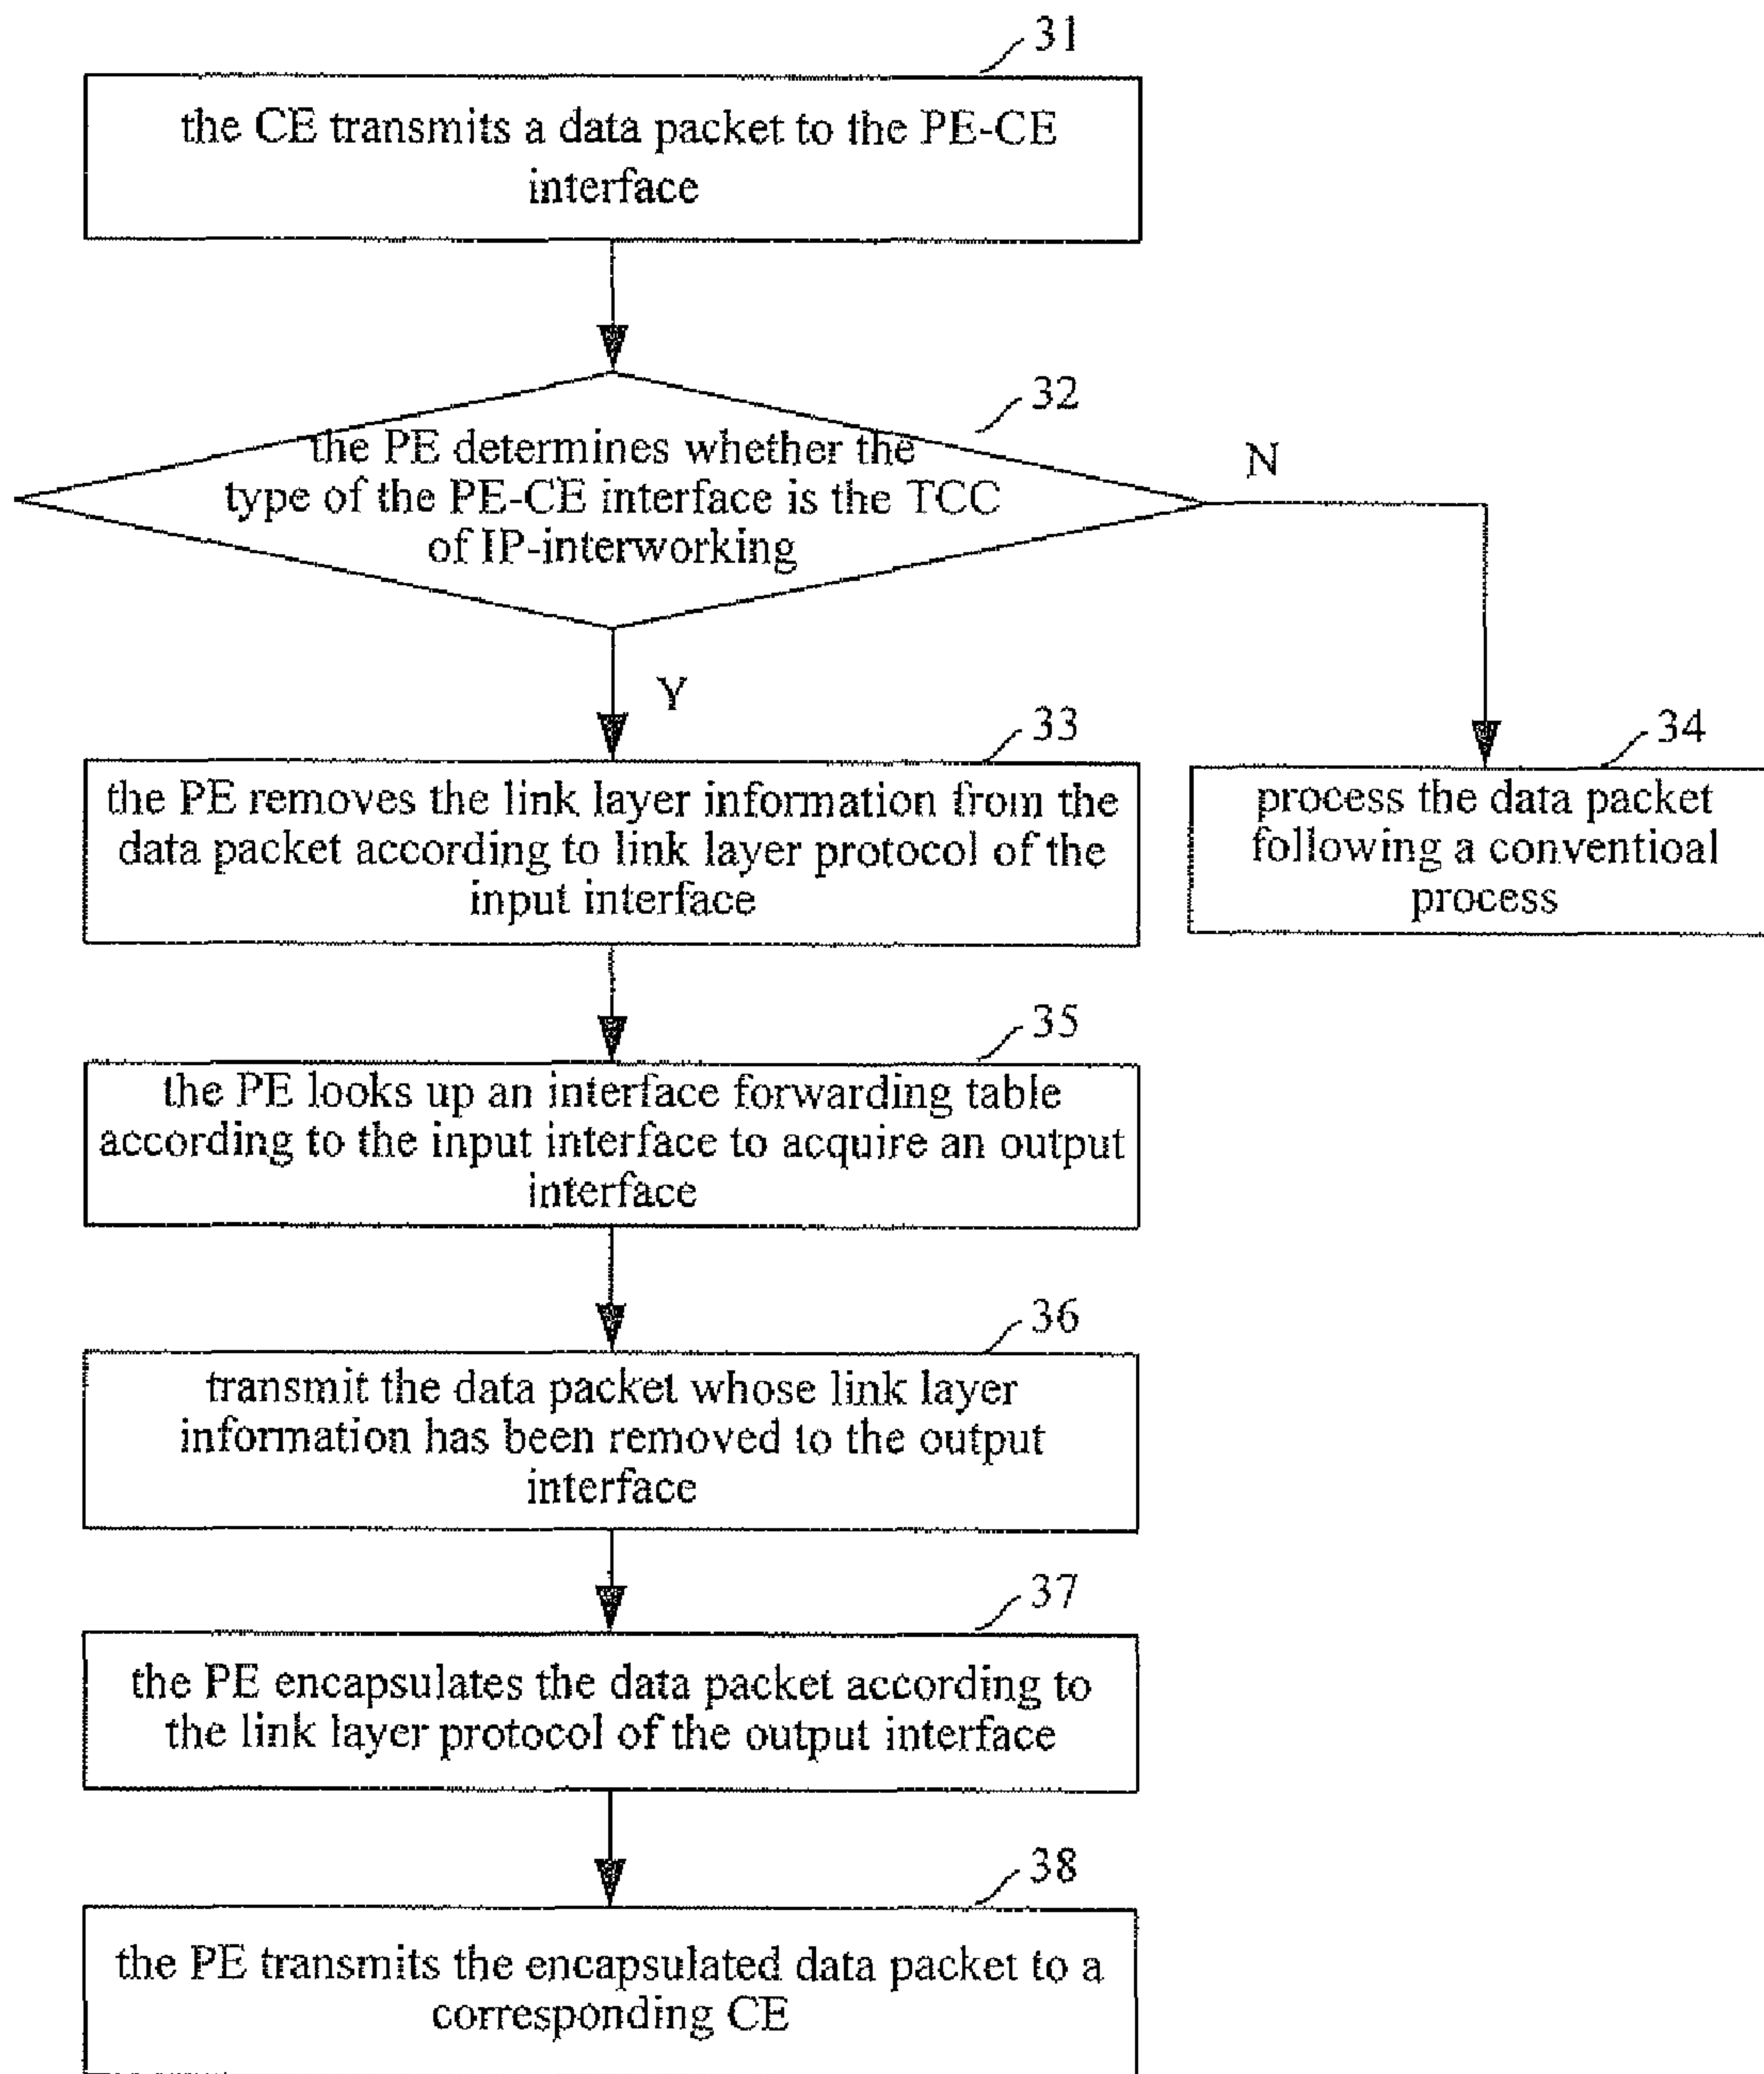 31
the CE transmits a data packet to the PE-CE
interface
32
the PE determines whether the
type of the PE-CE interface is the TCC
of IP-interworking
N
Y
33
the PE removes the link layer information from the
data packet according to link layer protocol of the
input interface
34
process the data packet
following a conventioal
process
35
the PE looks up an interface forwarding table
according to the input interface to acquire an output
interface
36
transmit the data packet whose link layer
information has been removed to the output
interface
37
the PE encapsulates the data packet according to
the link layer protocol of the output interface
38
the PE transmits the encapsulated data packet to a
corresponding CE